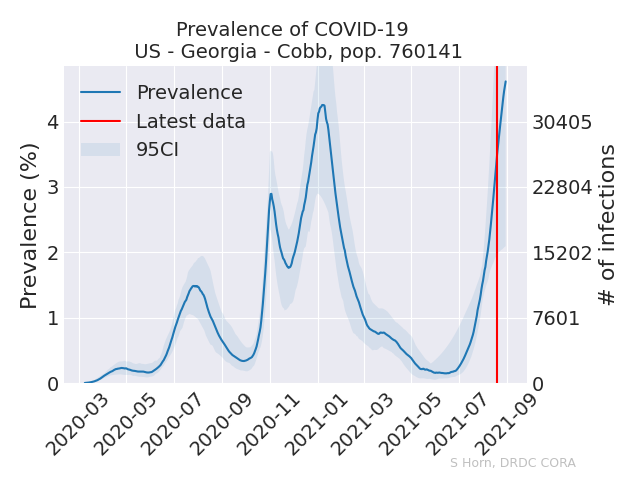 Prevalence of COVID-19
US - Georgia - Cobb, pop. 760141
Prevalence
Latest data
95CI
Prevalence (%)
4
3
2
1
0
30405
22804
15202
7601
0
# of infections
2020-03
2020-05
2020-07
2020-09
2020-11
2021-01
2021-03
2021-05
2021-07
2021-09
S Horn, DRDC CORA